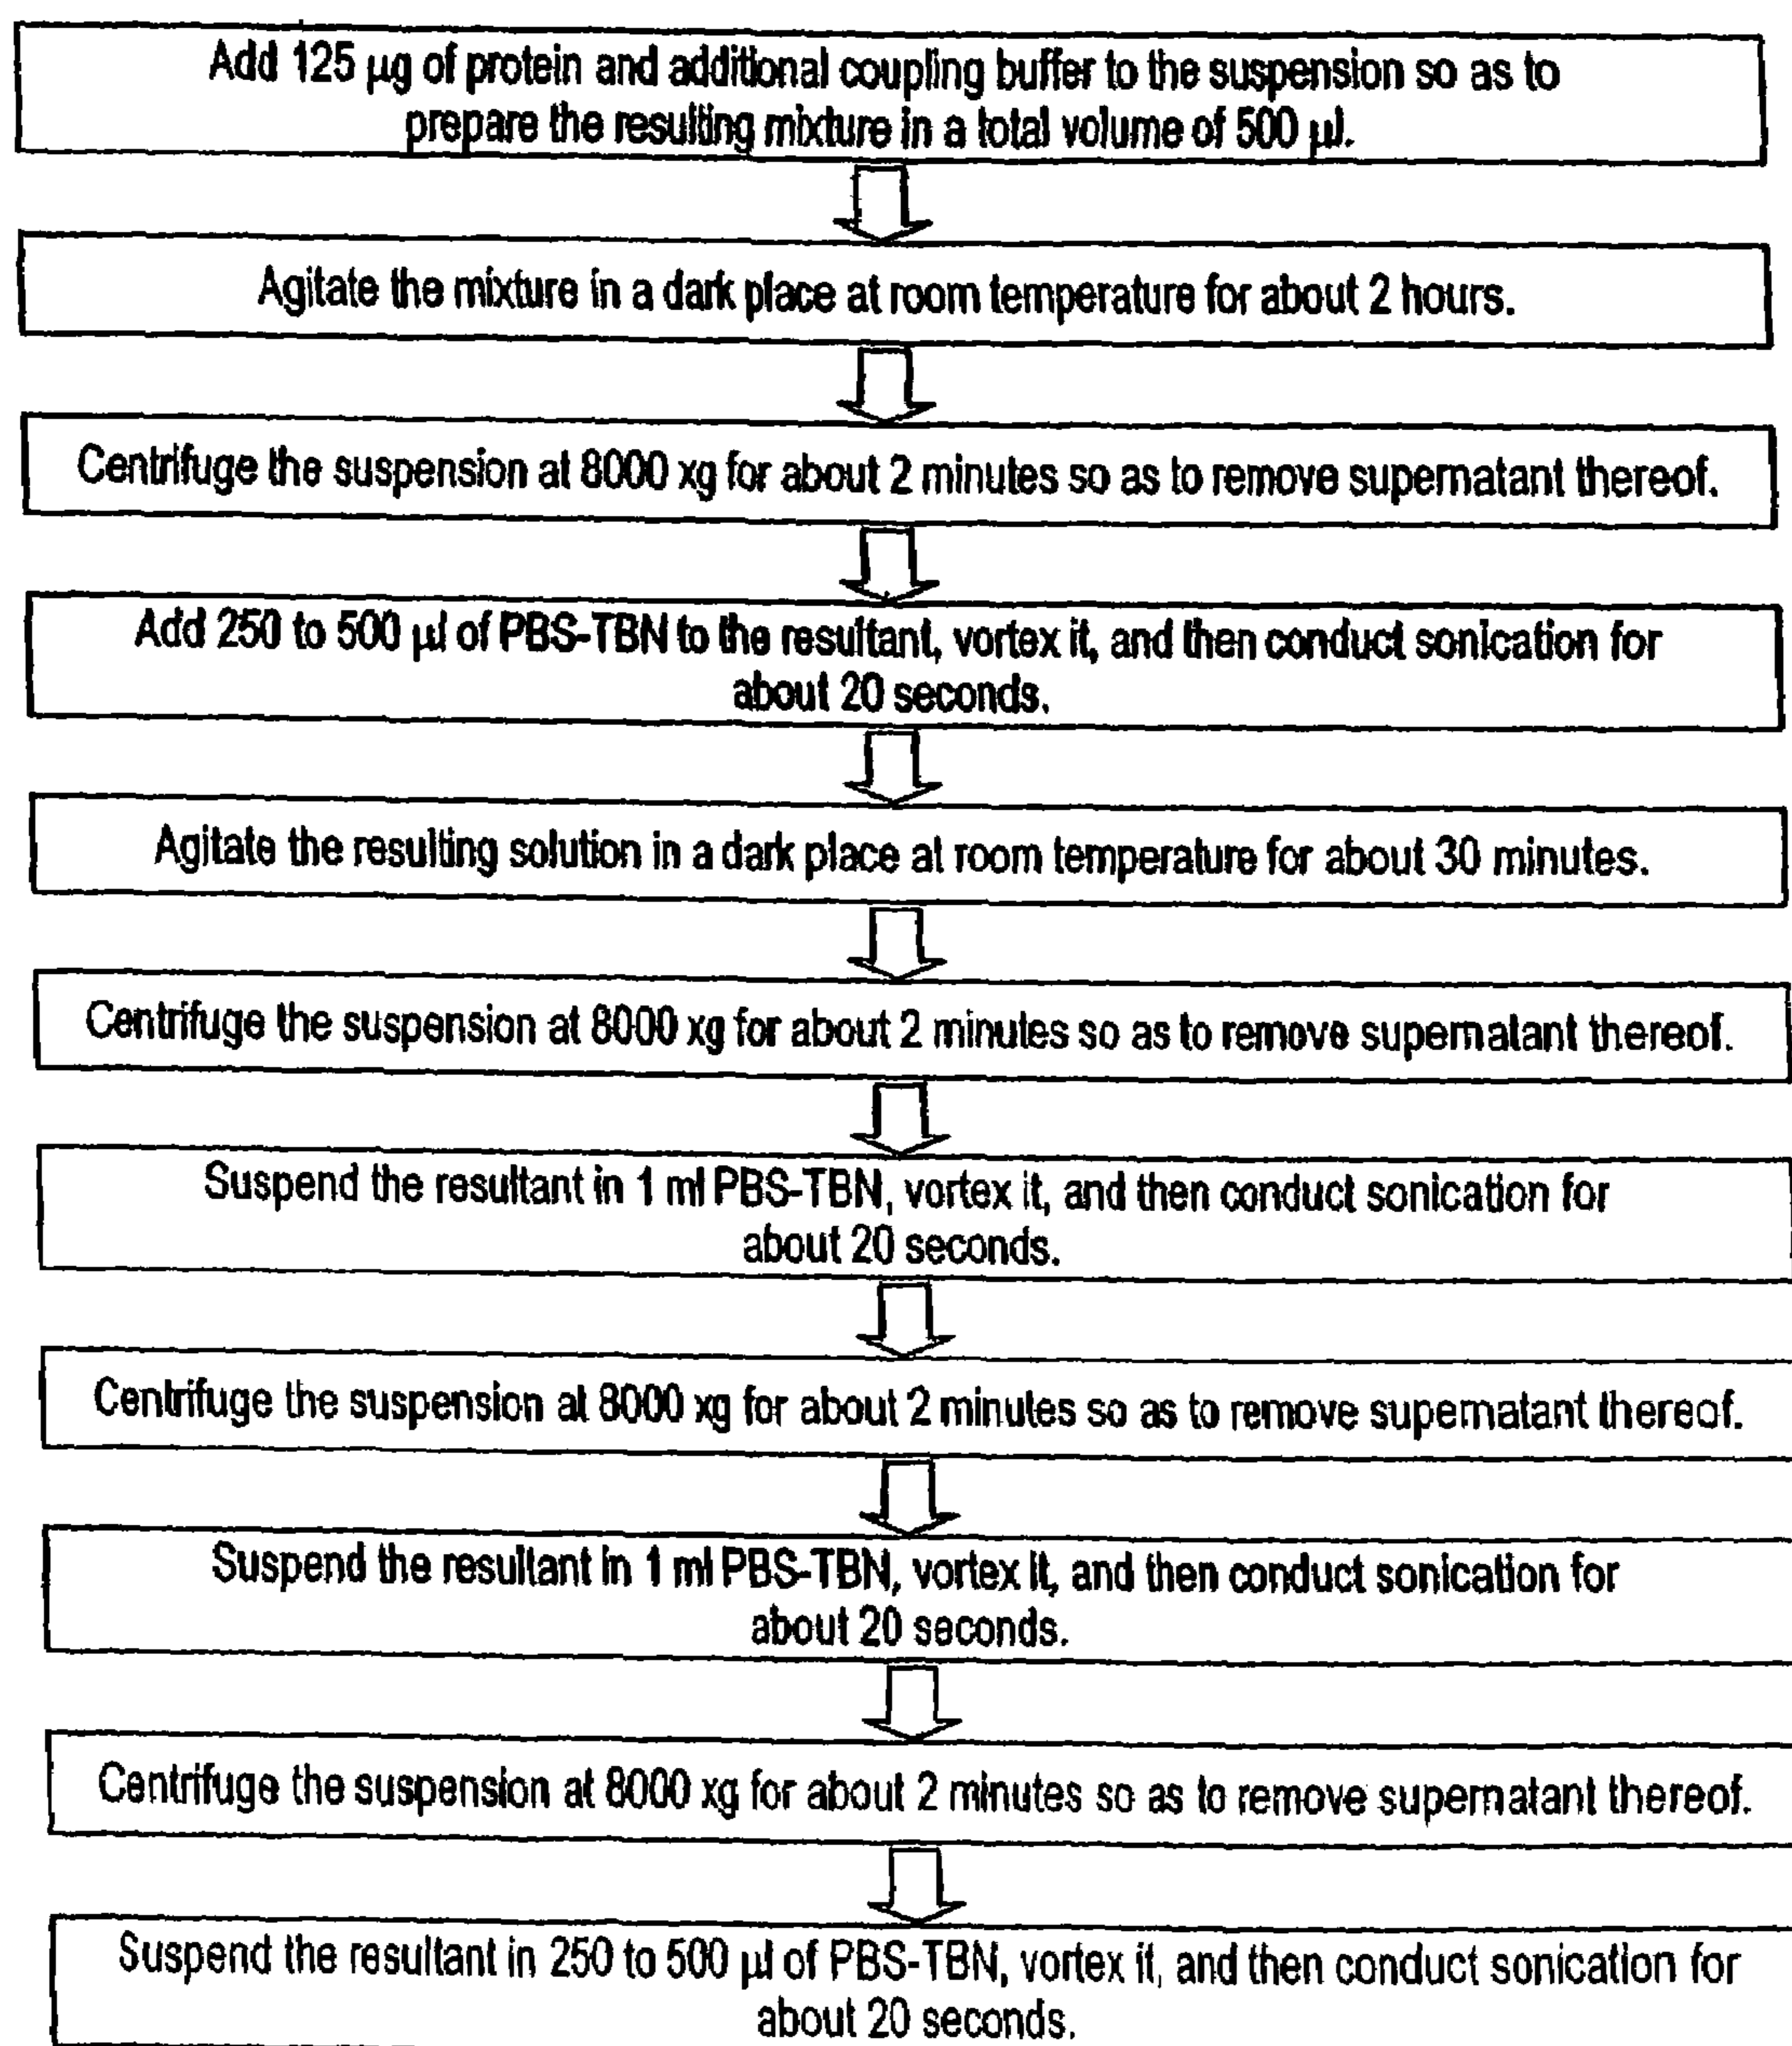 Add 125 µg of protein and additional coupling buffer to the suspension so as to
prepare the resulting mixture in a total volume of 500 µl.
Agitate the mixture in a dark place at room temperature for about 2 hours.
Centrifuge the suspension at 8000 xg for about 2 minutes so as to remove supernatant thereof.
Add 250 to 500 µl of PBS-TBN to the resultant, vortex it, and then conduct sonication for
about 20 seconds.
Agitate the resulting solution in a dark place at room temperature for about 30 minutes.
Centrifuge the suspension at 8000 xg for about 2 minutes so as to remove supernatant thereof.
Suspend the resultant in 1 ml PBS-TBN, vortex it, and then conduct sonication for
about 20 seconds.
Centrifuge the suspension at 8000 xg for about 2 minutes so as to remove supernatant thereof.
Suspend the resultant in 1 ml PBS-TBN, vortex it, and then conduct sonication for
about 20 seconds.
Centrifuge the suspension at 8000 xg for about 2 minutes so as to remove supernatant thereof.
Suspend the resultant in 250 to 500 µl of PBS-TBN, vortex it, and then conduct sonication for
about 20 seconds.